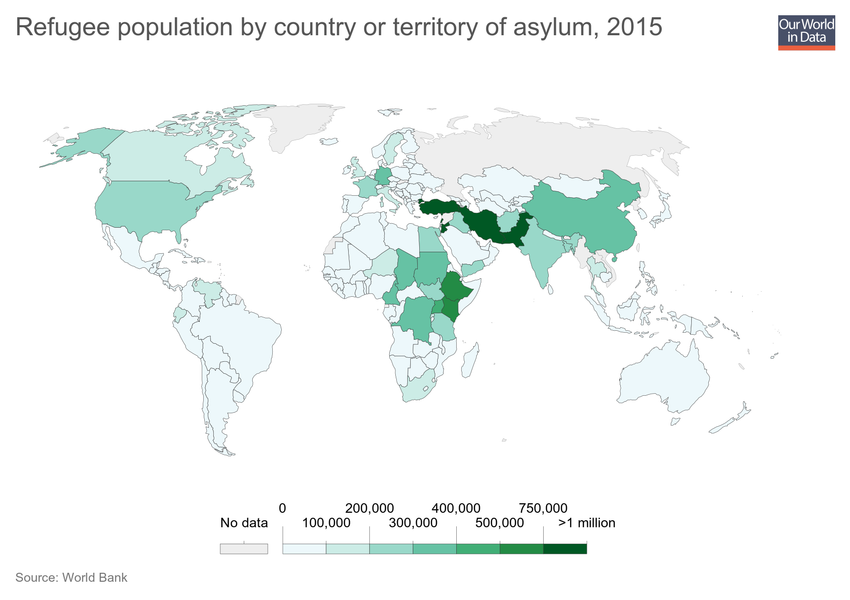 Refugee population by country or territory of asylum, 2015
Our World
in Data
0 200,000 400,000 750,000
No data 100,000 300,000 500,000 >1 million
Source: World Bank